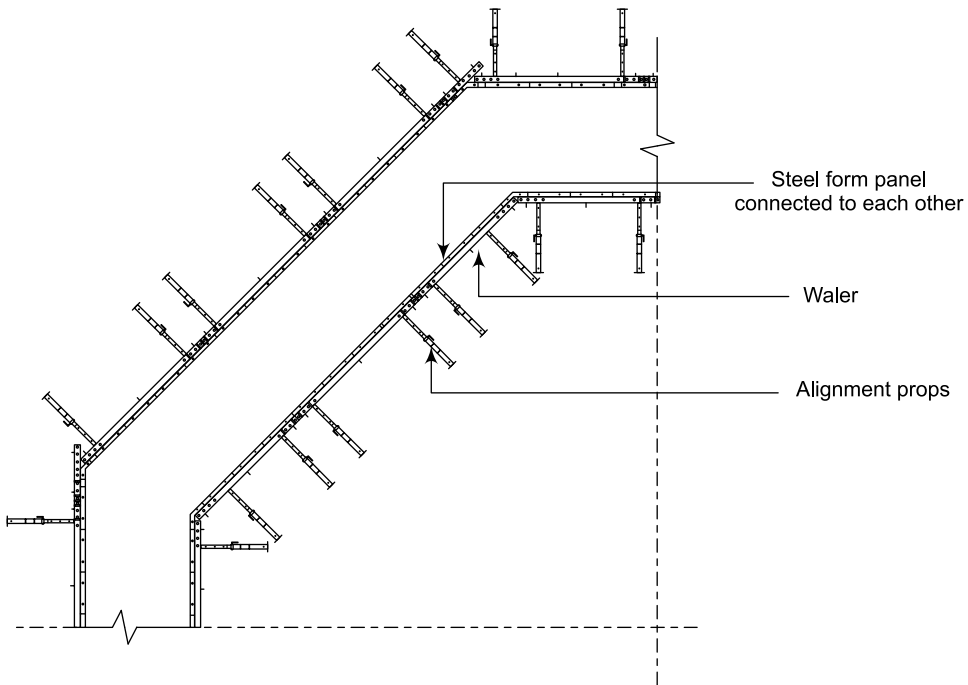 Steel form panel
connected to each other
Waler
Alignment props